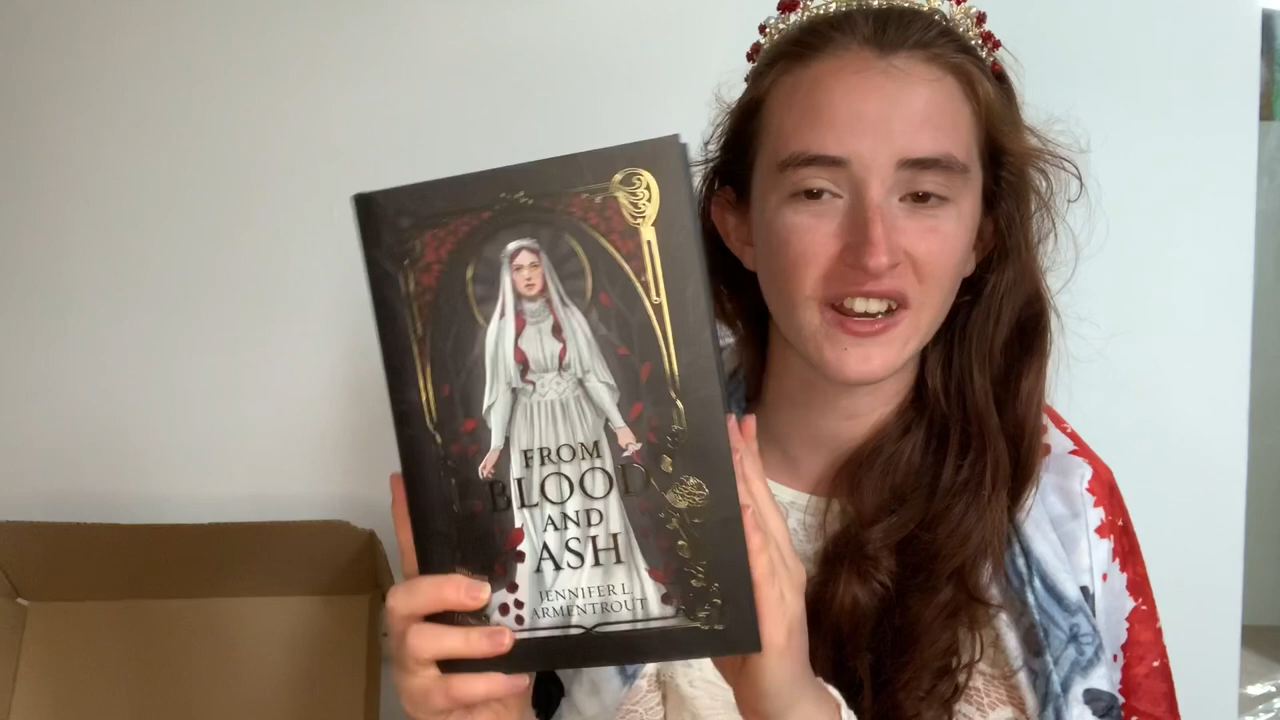 FROM
BLOOD
AND
ASH
JENNIFER L.
ARMENTROUT